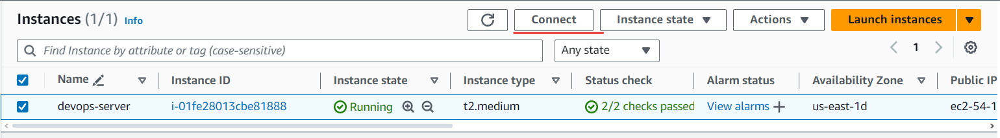 Instances (1/1) Info Connect Instance state Actions Launch instances
Find Instance by attribute or tag (case-sensitive) Any state 1
Name Instance ID Instance state Instance type Status check Alarm status Availability Zone Public IP
devops-server i-01fe28013cbe81888 Running t2.medium 2/2 checks passed View alarms us-east-1d ec2-54-1